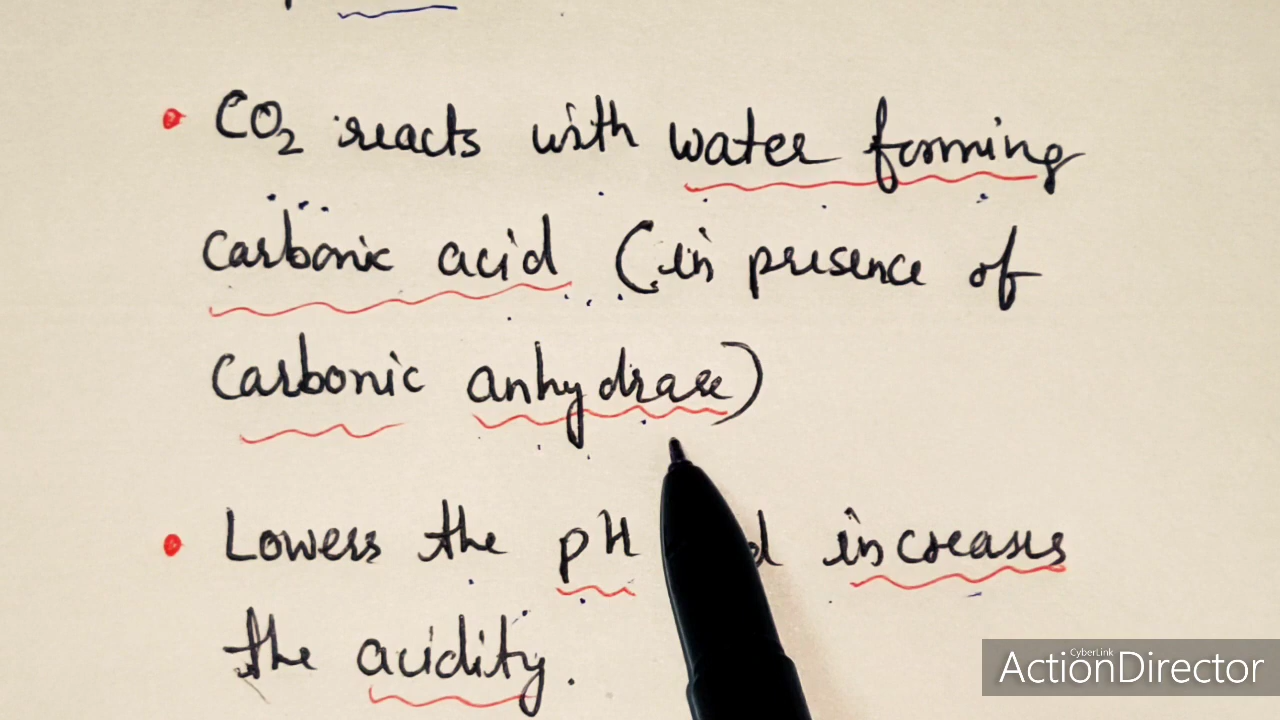 • CO2 reacts with water forming
carbonic acid (in presence of
carbonic anhydrase)
• Lowers the pH d increases
the acidity.
CyberLink
ActionDirector